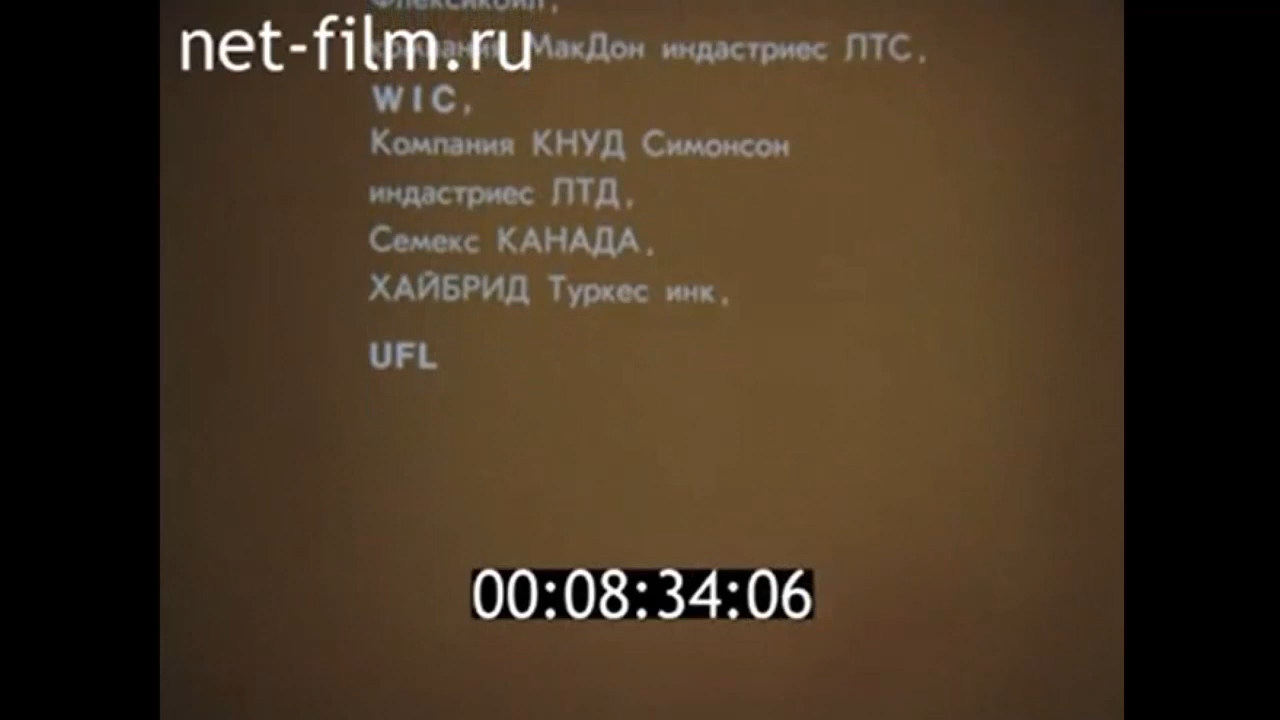 net-film.ru
компания МакДон индастриес ЛТС,
WIC,
Компания КНУД Симонсон
индастриес ЛТД,
Семекс КАНАДА,
ХАЙБРИД Туркес инк,
UFL
00:08:34:06